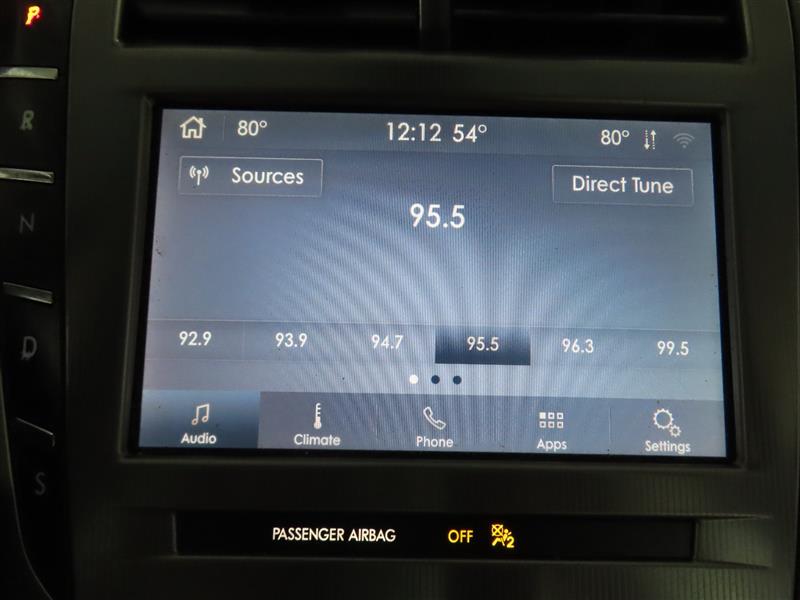 P
R
N
D
S
80° 12:12 54° 80°
Sources Direct Tune
95.5
92.9 93.9 94.7 95.5 96.3 99.5
Audio Climate Phone Apps Settings
PASSENGER AIRBAG OFF 2